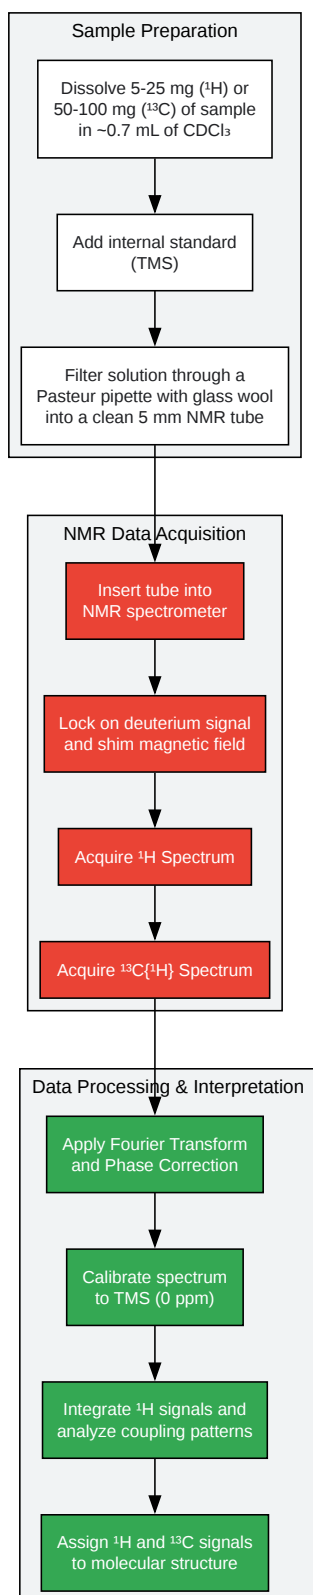 Sample Preparation
Dissolve 5-25 mg (¹H) or
50-100 mg (¹³C) of sample
in ~0.7 mL of CDCl₃
Add internal standard
(TMS)
Filter solution through a
Pasteur pipette with glass wool
into a clean 5 mm NMR tube
NMR Data Acquisition
Insert tube into
NMR spectrometer
Lock on deuterium signal
and shim magnetic field
Acquire ¹H Spectrum
Acquire ¹³C{¹H} Spectrum
Data Processing & Interpretation
Apply Fourier Transform
and Phase Correction
Calibrate spectrum
to TMS (0 ppm)
Integrate ¹H signals and
analyze coupling patterns
Assign ¹H and ¹³C signals
to molecular structure